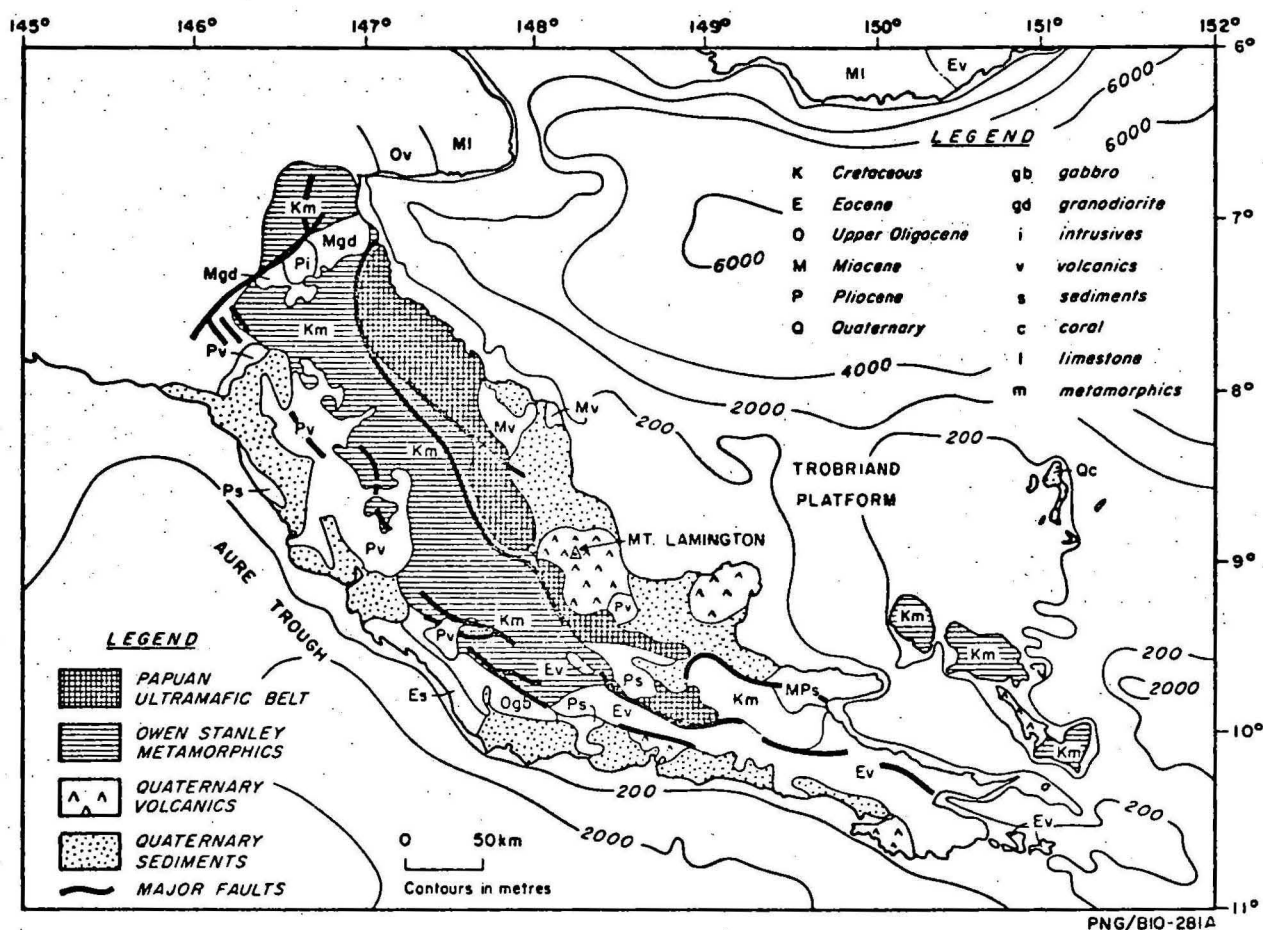 145° 146° 147° 148° 149° 150° 151° 152°
6°
7°
8°
9°
10°
11°
Ml Ev
6000
6000
6000
Ov Ml
LEGEND
K Cretaceous
E Eocene
O Upper Oligocene
M Miocene
P Pliocene
Q Quaternary
gb gabbro
gd granodiorite
i intrusives
v volcanics
s sediments
c coral
l limestone
m metamorphics
Km
Mgd
Mgd
Pi
Km
Pv
4000
2000
200
200
Mv
Mv
Pv
Km
TROBRIAND
PLATFORM
Qc
Ps
Pv
MT. LAMINGTON
AURE TROUGH
Pv
Km
Pv
Km
Km
Ev
Ps
Km
MPs
Es
Ogb
Ps
Ev
Km
Ev
Ev
200
2000
200
200
2000
LEGEND
PAPUAN
ULTRAMAFIC BELT
OWEN STANLEY
METAMORPHICS
QUATERNARY
VOLCANICS
QUATERNARY
SEDIMENTS
MAJOR FAULTS
0 50km
Contours in metres
PNG/B10-281A